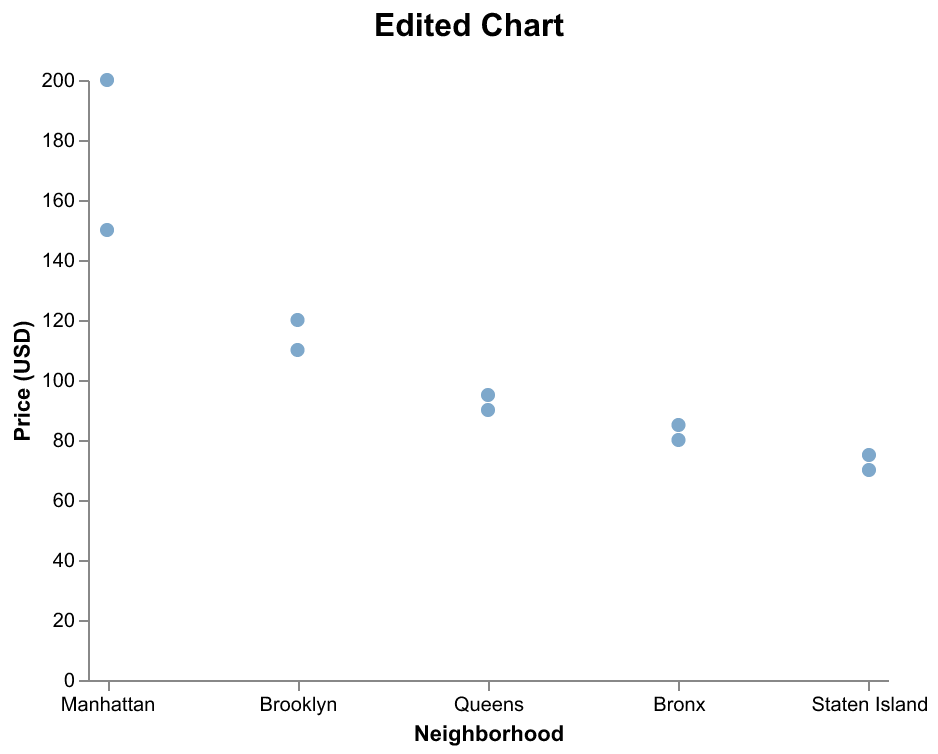 Edited Chart
200
180
160
140
120
100
80
60
40
20
0
Price (USD)
Manhattan Brooklyn Queens Bronx Staten Island
Neighborhood